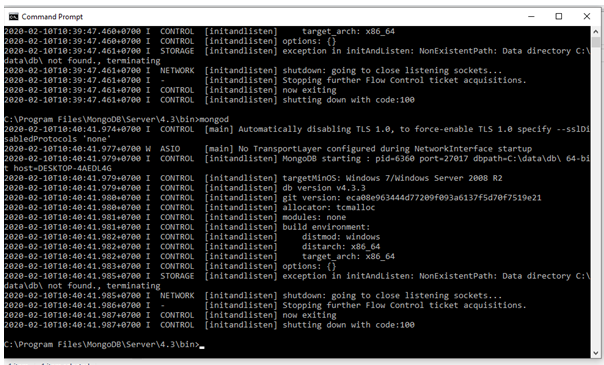 Command Prompt
2020-02-10T10:39:47.460+0700 I  CONTROL  [initandlisten]     target_arch: x86_64
2020-02-10T10:39:47.460+0700 I  CONTROL  [initandlisten] options: {}
2020-02-10T10:39:47.461+0700 I  STORAGE  [initandlisten] exception in initAndListen: NonExistentPath: Data directory C:\
data\db\ not found., terminating
2020-02-10T10:39:47.461+0700 I  NETWORK  [initandlisten] shutdown: going to close listening sockets...
2020-02-10T10:39:47.461+0700 I  -        [initandlisten] Stopping further Flow Control ticket acquisitions.
2020-02-10T10:39:47.461+0700 I  CONTROL  [initandlisten] now exiting
2020-02-10T10:39:47.461+0700 I  CONTROL  [initandlisten] shutting down with code:100
C:\Program Files\MongoDB\Server\4.3\bin>mongod
2020-02-10T10:40:41.974+0700 I  CONTROL  [main] Automatically disabling TLS 1.0, to force-enable TLS 1.0 specify --sslDi
sabledProtocols 'none'
2020-02-10T10:40:41.977+0700 W  ASIO     [main] No TransportLayer configured during NetworkInterface startup
2020-02-10T10:40:41.979+0700 I  CONTROL  [initandlisten] MongoDB starting : pid=6360 port=27017 dbpath=C:\data\db\ 64-bi
t host=DESKTOP-4AEDL4G
2020-02-10T10:40:41.979+0700 I  CONTROL  [initandlisten] targetMinOS: Windows 7/Windows Server 2008 R2
2020-02-10T10:40:41.979+0700 I  CONTROL  [initandlisten] db version v4.3.3
2020-02-10T10:40:41.980+0700 I  CONTROL  [initandlisten] git version: eca08e963444d77209f093a6137f5d70f7519e21
2020-02-10T10:40:41.980+0700 I  CONTROL  [initandlisten] allocator: tcmalloc
2020-02-10T10:40:41.981+0700 I  CONTROL  [initandlisten] modules: none
2020-02-10T10:40:41.981+0700 I  CONTROL  [initandlisten] build environment:
2020-02-10T10:40:41.982+0700 I  CONTROL  [initandlisten]     distmod: windows
2020-02-10T10:40:41.982+0700 I  CONTROL  [initandlisten]     distarch: x86_64
2020-02-10T10:40:41.982+0700 I  CONTROL  [initandlisten]     target_arch: x86_64
2020-02-10T10:40:41.983+0700 I  CONTROL  [initandlisten] options: {}
2020-02-10T10:40:41.985+0700 I  STORAGE  [initandlisten] exception in initAndListen: NonExistentPath: Data directory C:\
data\db\ not found., terminating
2020-02-10T10:40:41.985+0700 I  NETWORK  [initandlisten] shutdown: going to close listening sockets...
2020-02-10T10:40:41.986+0700 I  -        [initandlisten] Stopping further Flow Control ticket acquisitions.
2020-02-10T10:40:41.987+0700 I  CONTROL  [initandlisten] now exiting
2020-02-10T10:40:41.987+0700 I  CONTROL  [initandlisten] shutting down with code:100
C:\Program Files\MongoDB\Server\4.3\bin>